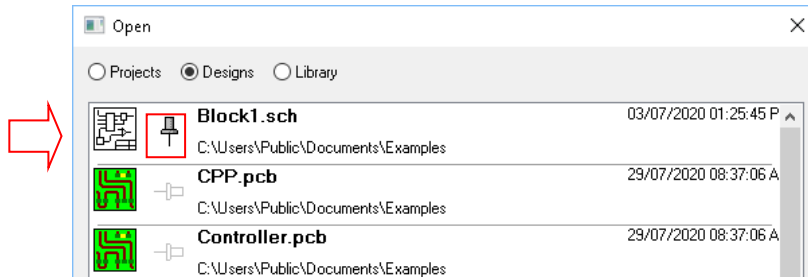 Open
Projects Designs Library
Block1.sch 03/07/2020 01:25:45 P
C:\Users\Public\Documents\Examples
CPP.pcb 29/07/2020 08:37:06 A
C:\Users\Public\Documents\Examples
Controller.pcb 29/07/2020 08:37:06 A
C:\Users\Public\Documents\Examples